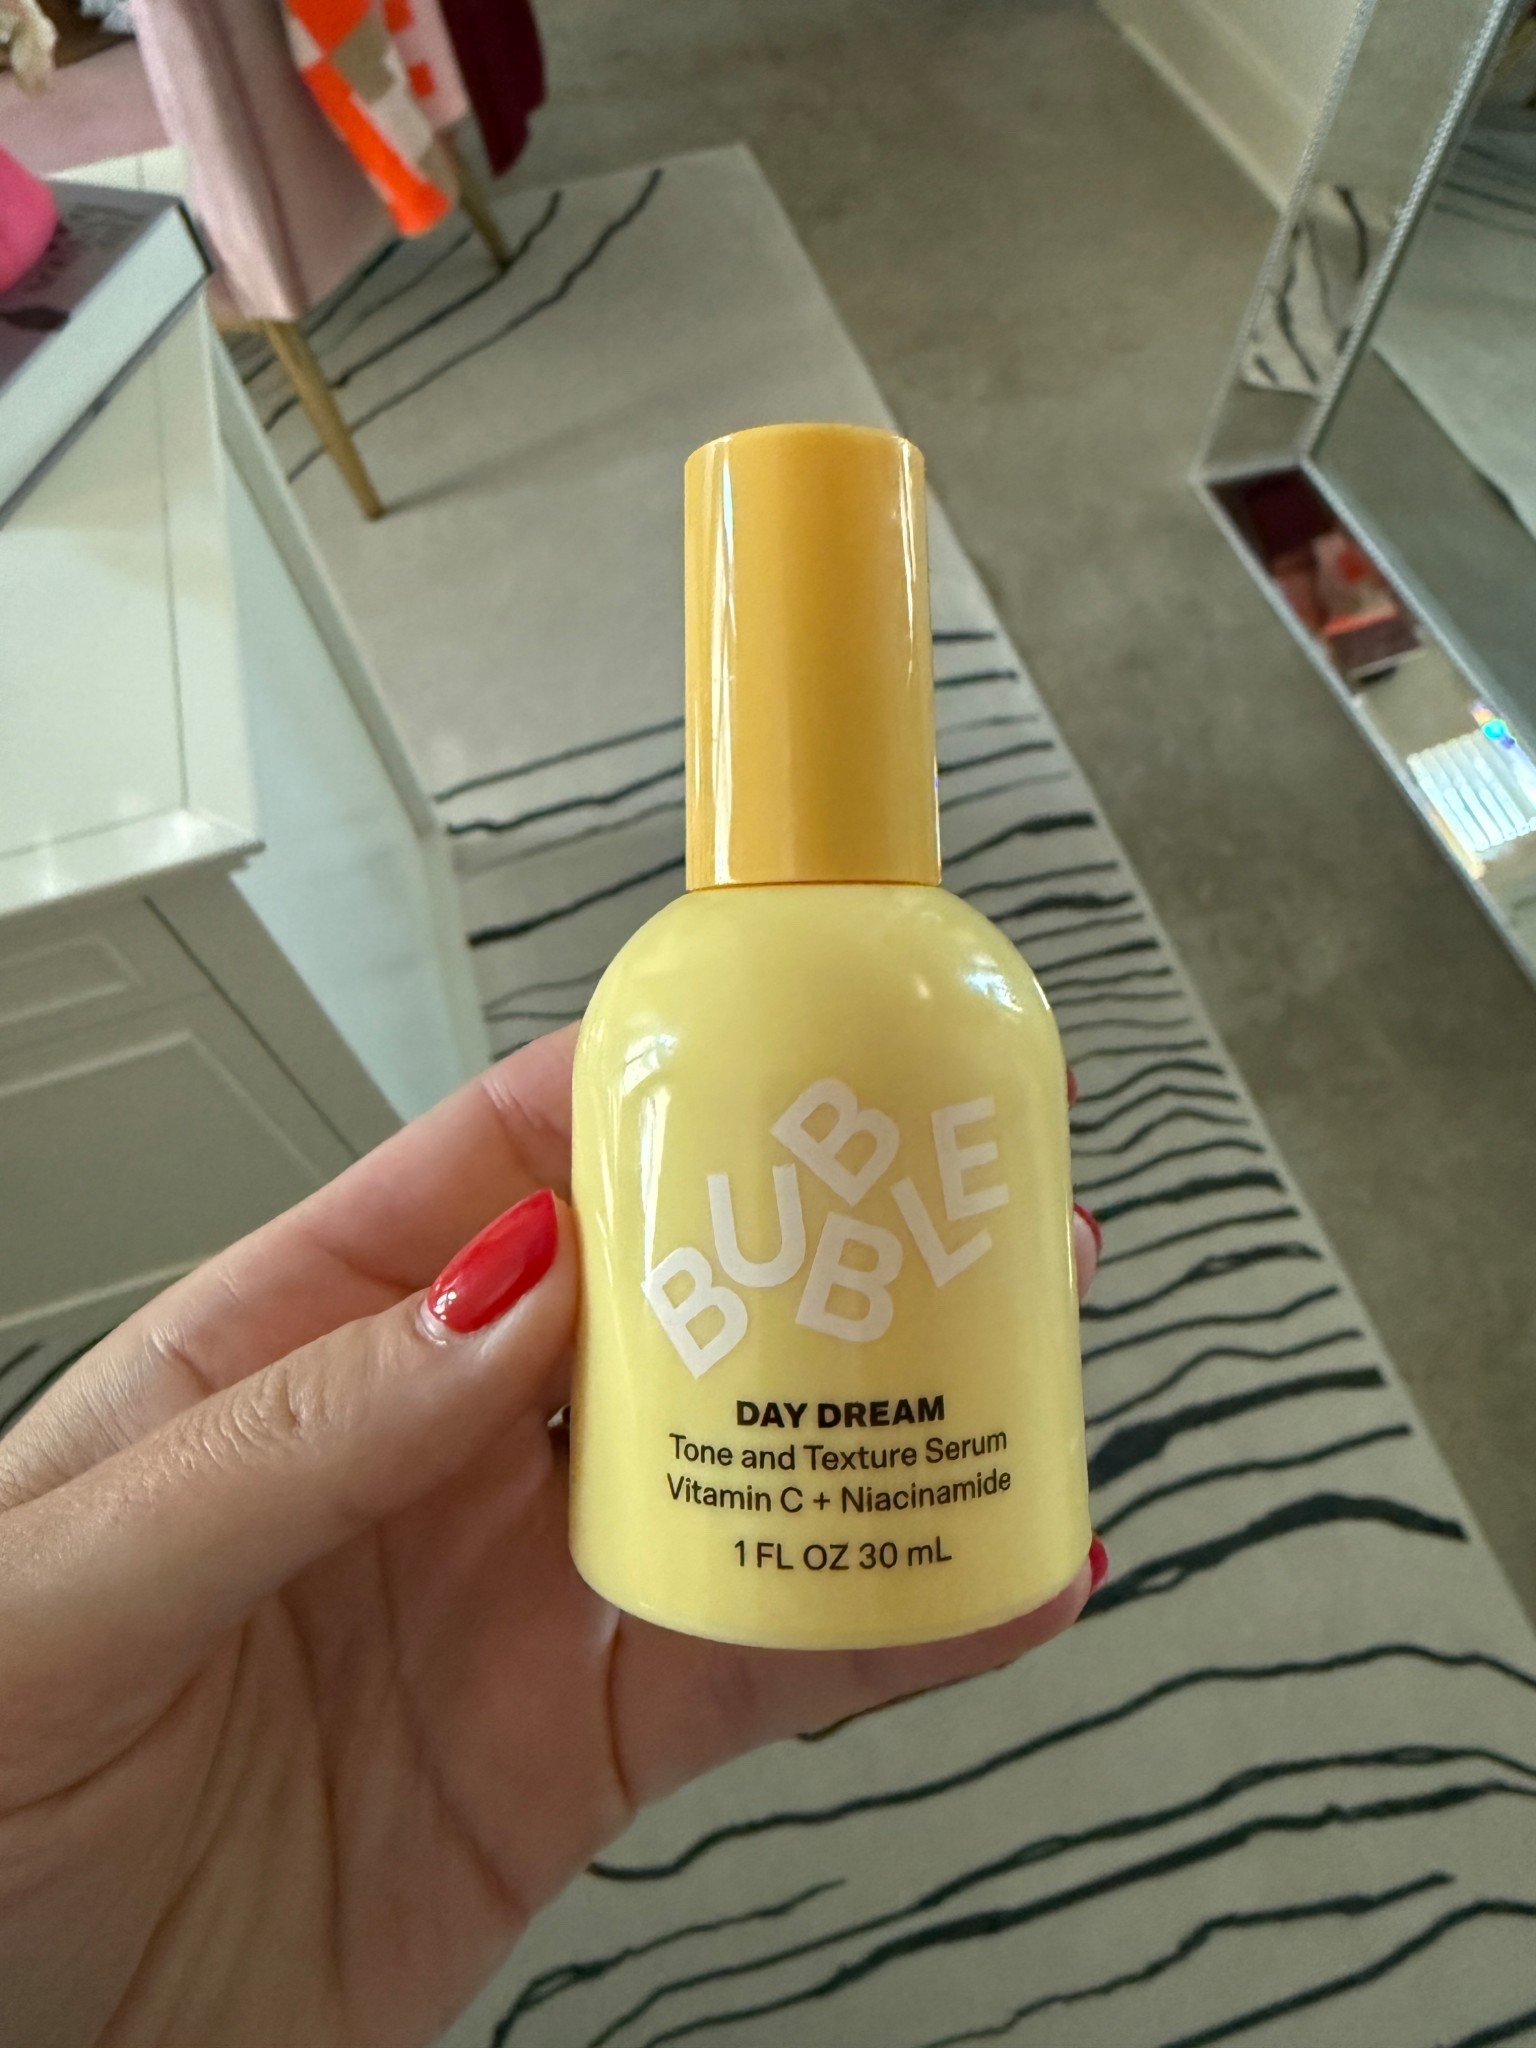 BUBBLE
DAY DREAM
Tone and Texture Serum
Vitamin C + Niacinamide
1 FL OZ 30 mL